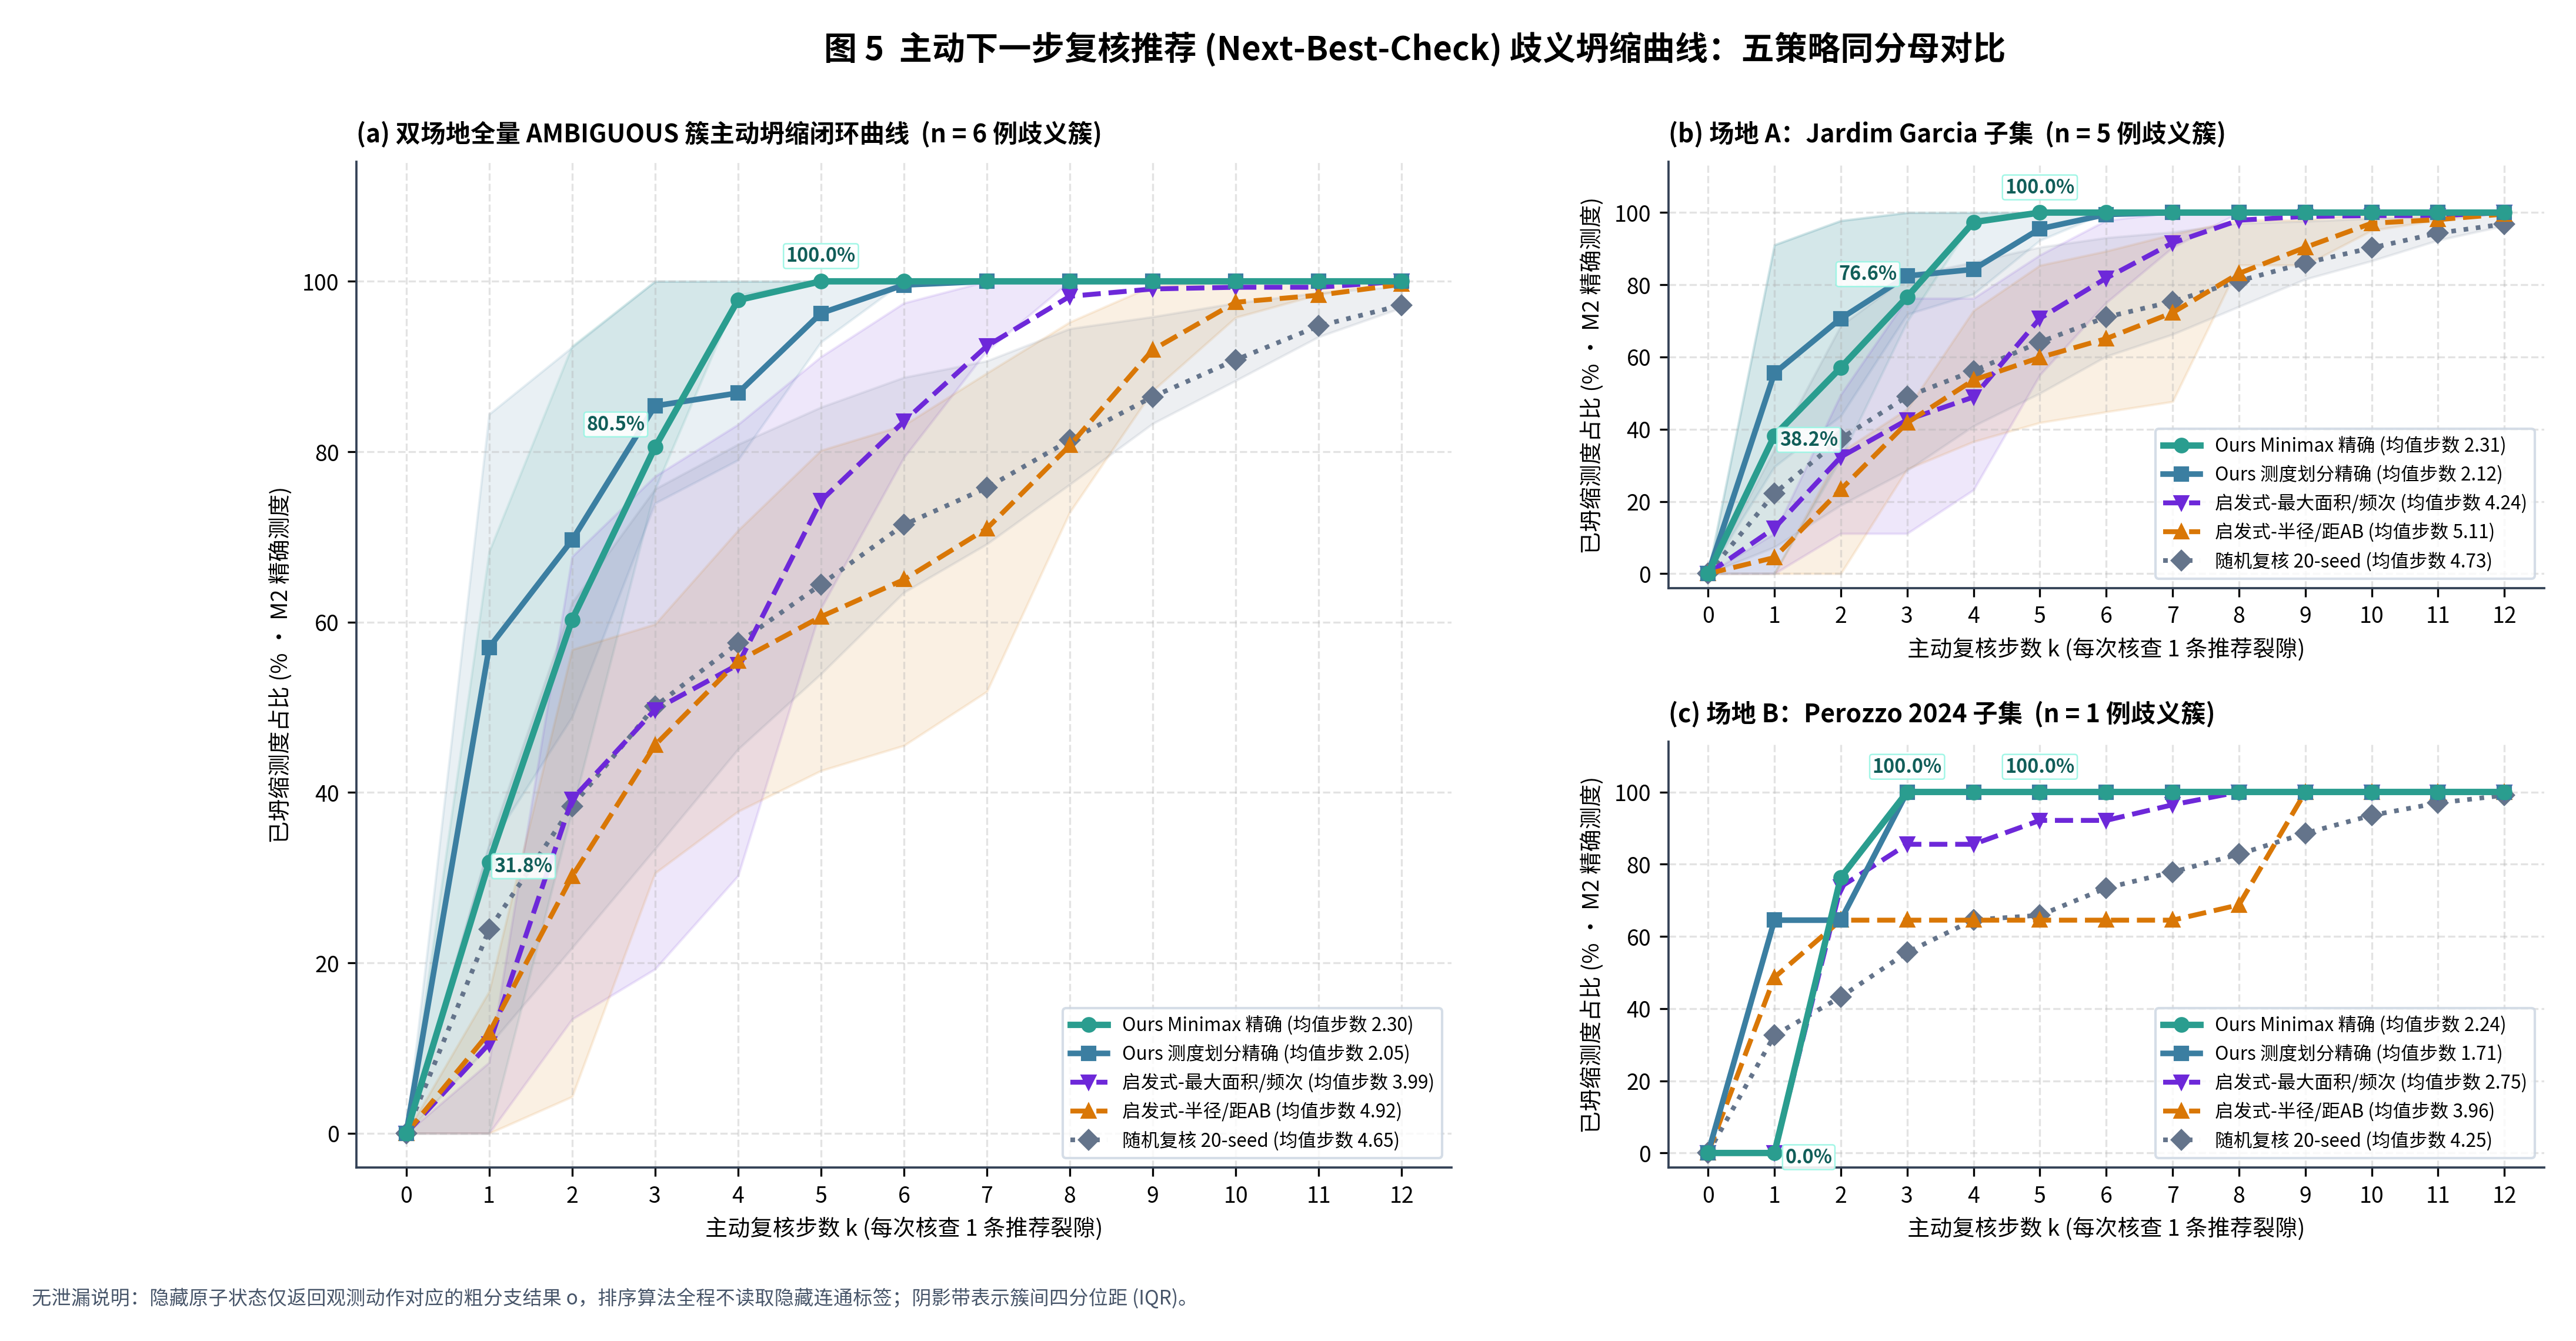 图 5 主动下一步复核推荐 (Next-Best-Check) 歧义坍缩曲线：五策略同分母对比
(a) 双场地全量 AMBIGUOUS 簇主动坍缩闭环曲线 (n = 6 例歧义簇)
已坍缩测度占比 (% · M2 精确测度)
100
80
60
40
20
0
100.0%
80.5%
31.8%
Ours Minimax 精确 (均值步数 2.30)
Ours 测度划分精确 (均值步数 2.05)
启发式-最大面积/频次 (均值步数 3.99)
启发式-半径/距AB (均值步数 4.92)
随机复核 20-seed (均值步数 4.65)
0 1 2 3 4 5 6 7 8 9 10 11 12
主动复核步数 k (每次核查 1 条推荐裂隙)
(b) 场地 A：Jardim Garcia 子集 (n = 5 例歧义簇)
已坍缩测度占比 (% · M2 精确测度)
100
80
60
40
20
0
100.0%
76.6%
38.2%
Ours Minimax 精确 (均值步数 2.31)
Ours 测度划分精确 (均值步数 2.12)
启发式-最大面积/频次 (均值步数 4.24)
启发式-半径/距AB (均值步数 5.11)
随机复核 20-seed (均值步数 4.73)
0 1 2 3 4 5 6 7 8 9 10 11 12
主动复核步数 k (每次核查 1 条推荐裂隙)
(c) 场地 B：Perozzo 2024 子集 (n = 1 例歧义簇)
已坍缩测度占比 (% · M2 精确测度)
100
80
60
40
20
0
100.0% 100.0%
0.0%
Ours Minimax 精确 (均值步数 2.24)
Ours 测度划分精确 (均值步数 1.71)
启发式-最大面积/频次 (均值步数 2.75)
启发式-半径/距AB (均值步数 3.96)
随机复核 20-seed (均值步数 4.25)
0 1 2 3 4 5 6 7 8 9 10 11 12
主动复核步数 k (每次核查 1 条推荐裂隙)
无泄漏说明：隐藏原子状态仅返回观测动作对应的粗分支结果 o，排序算法全程不读取隐藏连通标签；阴影带表示簇间四分位距 (IQR)。